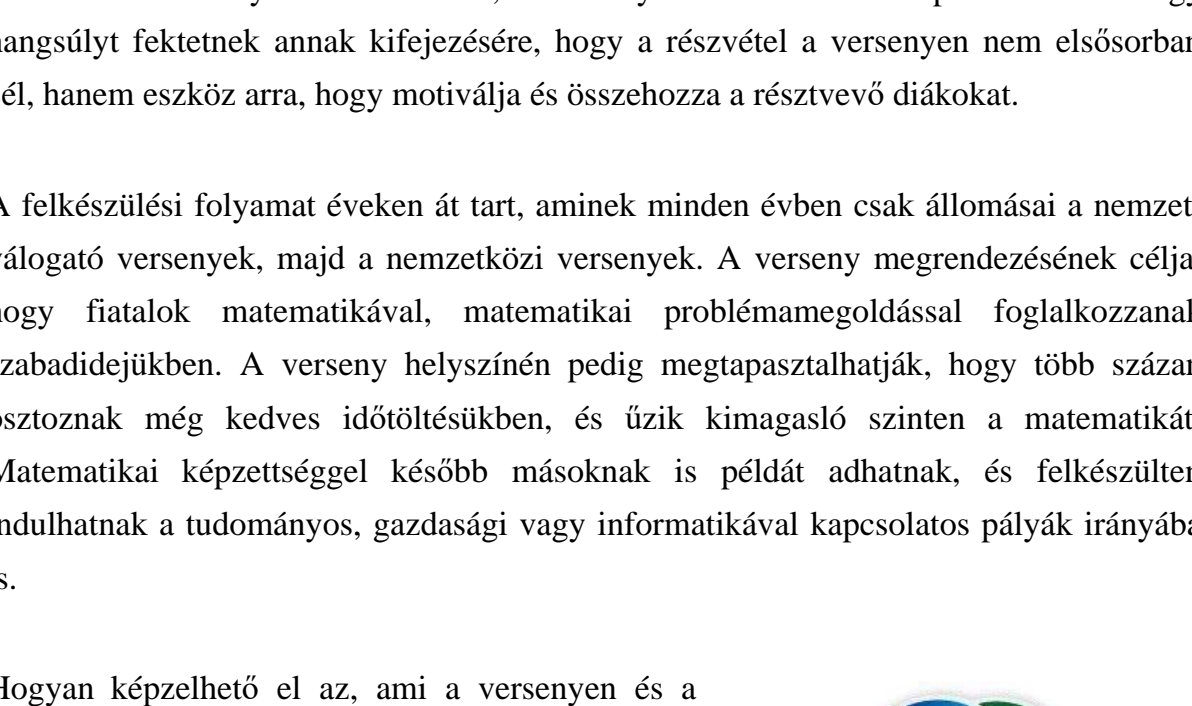 hangsúlyt fektetnek annak kifejezésére, hogy a részvétel a versenyen nem elsősorban
cél, hanem eszköz arra, hogy motiválja és összehozza a résztvevő diákokat.
A felkészülési folyamat éveken át tart, aminek minden évben csak állomásai a nemzeti
válogató versenyek, majd a nemzetközi versenyek. A verseny megrendezésének célja,
hogy fiatalok matematikával, matematikai problémamegoldással foglalkozzanak
szabadidejükben. A verseny helyszínén pedig megtapasztalhatják, hogy több százan
osztoznak még kedves időtöltésükben, és űzik kimagasló szinten a matematikát.
Matematikai képzettséggel később másoknak is példát adhatnak, és felkészülten
indulhatnak a tudományos, gazdasági vagy informatikával kapcsolatos pályák irányába
is.
Hogyan képzelhető el az, ami a versenyen és a